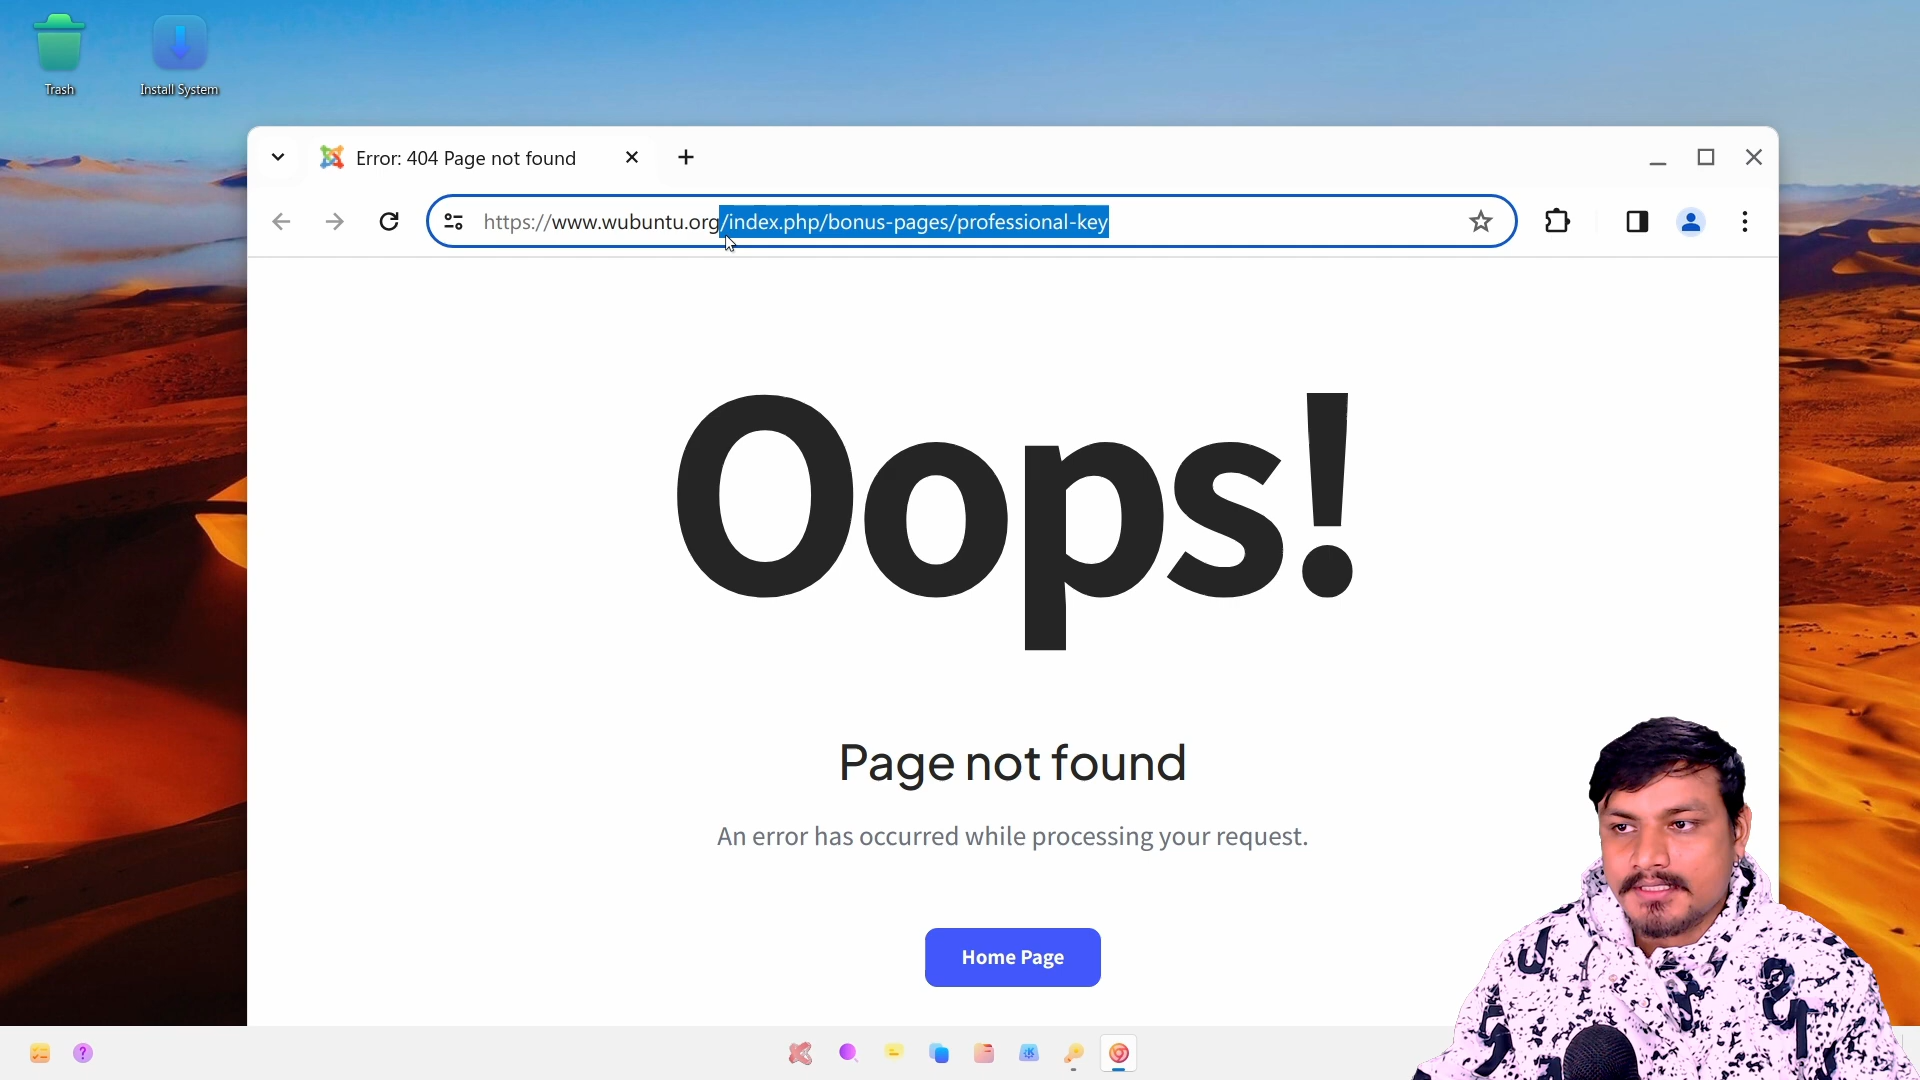 Trash
Install System
Error: 404 Page not found
https://www.wubuntu.org/index.php/bonus-pages/professional-key
Oops!
Page not found
An error has occurred while processing your request.
Home Page
?